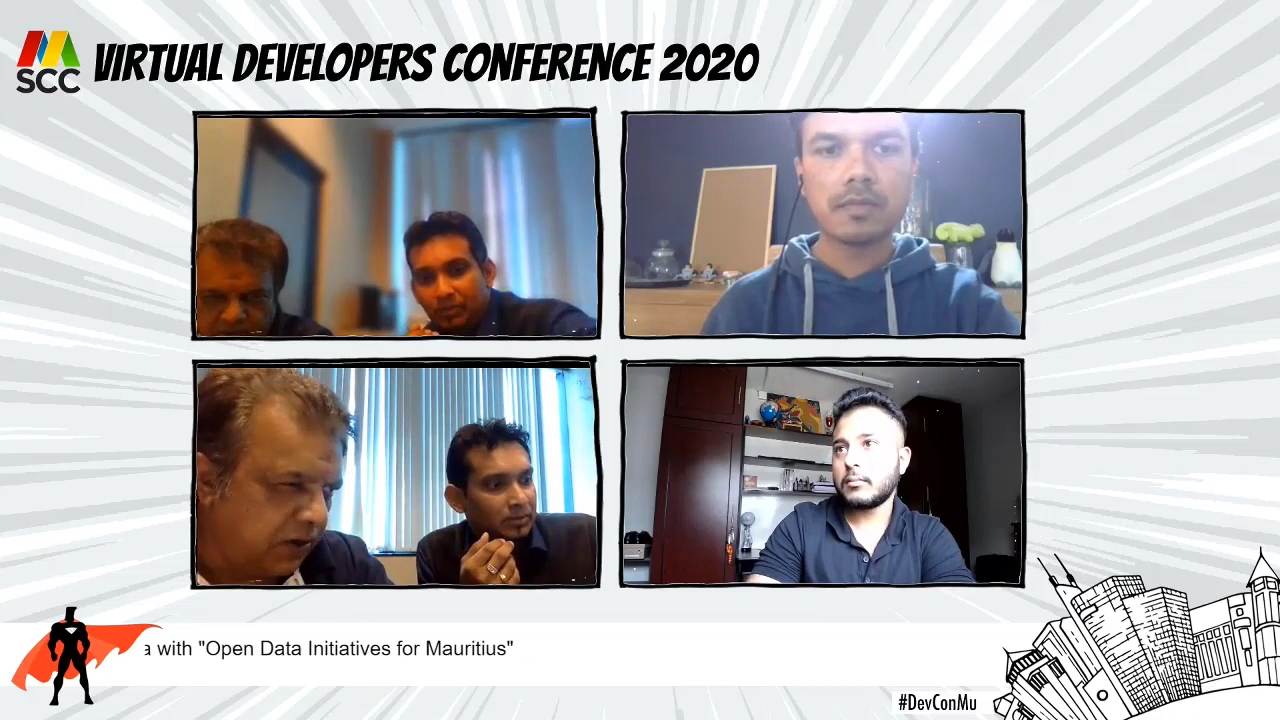 SCC
VIRTUAL DEVELOPERS CONFERENCE 2020
a with "Open Data Initiatives for Mauritius"
#DevConMu